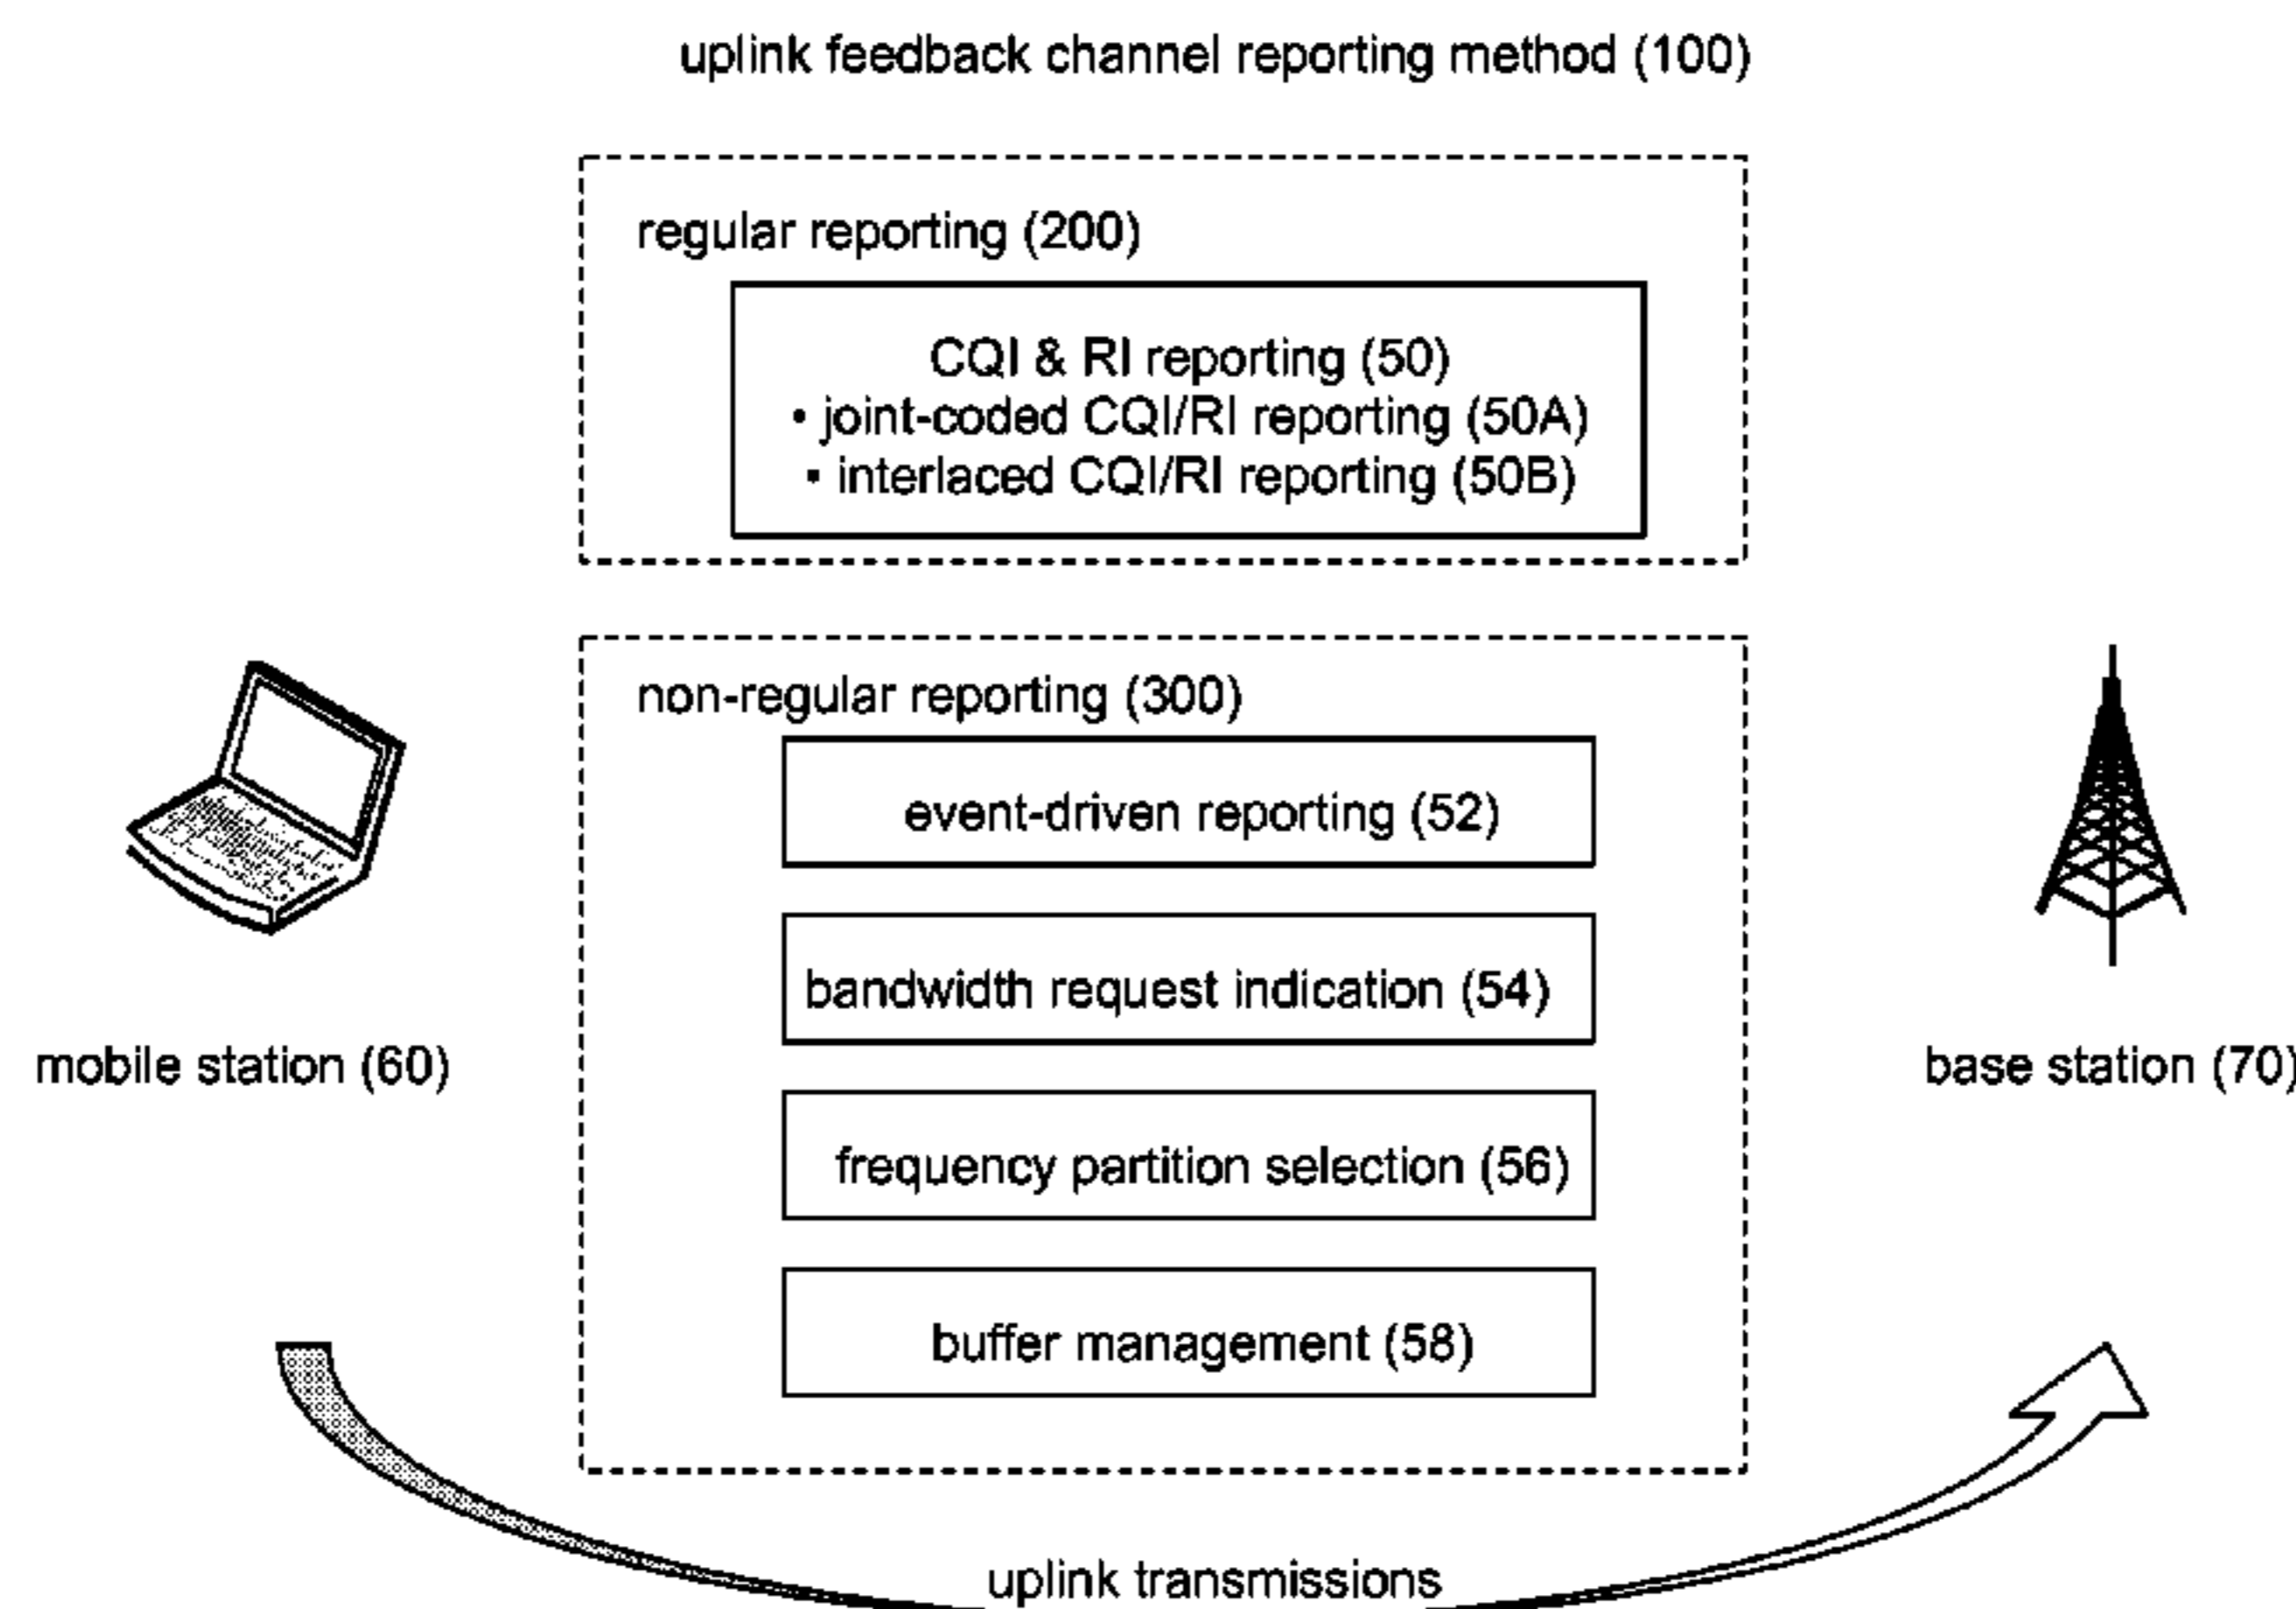 uplink feedback channel reporting method (100)
regular reporting (200)
CQI & RI reporting (50)
• joint-coded CQI/RI reporting (50A)
• interlaced CQI/RI reporting (50B)
non-regular reporting (300)
event-driven reporting (52)
bandwidth request indication (54)
mobile station (60)
base station (70)
frequency partition selection (56)
buffer management (58)
uplink transmissions